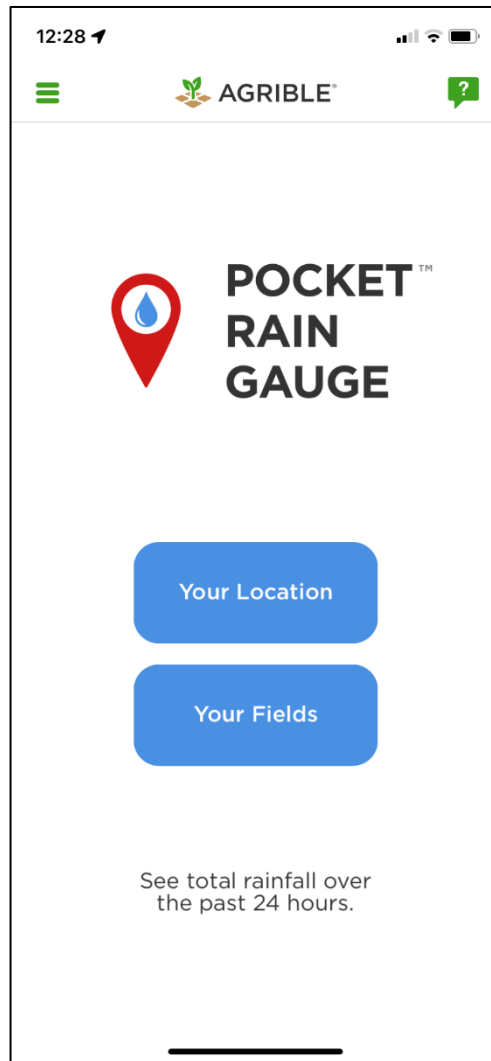 12:28
AGRIBLE®
?
POCKET™
RAIN
GAUGE
Your Location
Your Fields
See total rainfall over
the past 24 hours.